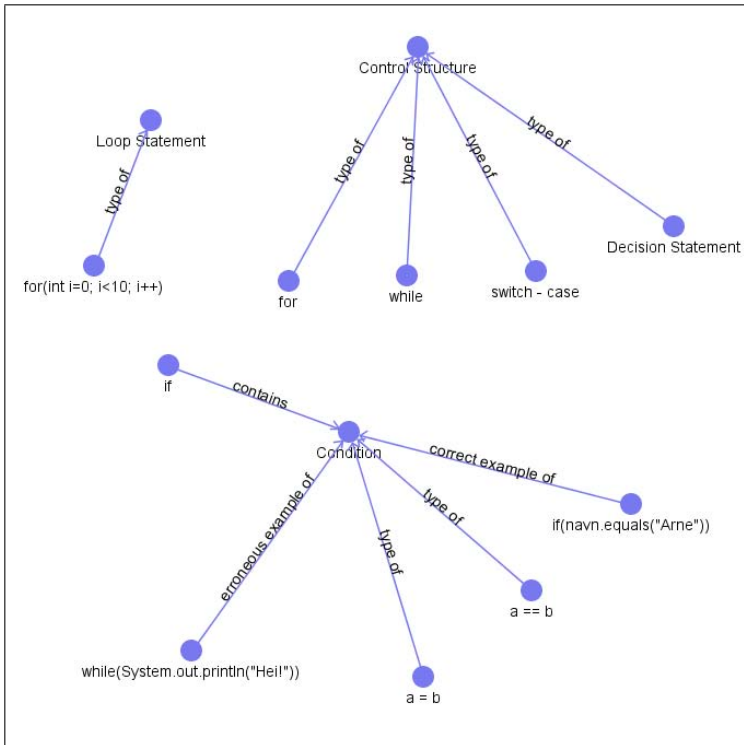 Control Structure
Loop Statement
type of
type of
type of
type of
type of
Decision Statement
for(int i=0; i<10; i++)
for
while
switch - case
if
contains
Condition
correct example of
erroneous example of
type of
type of
if(navn.equals("Arne"))
a == b
while(System.out.println("Hei!"))
a = b